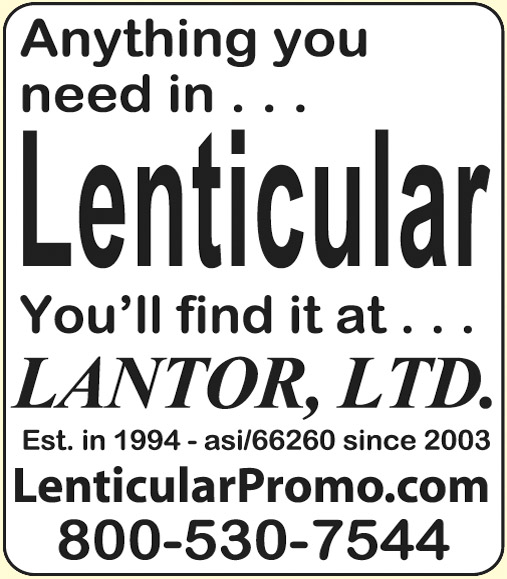 Anything you
need in . . .
Lenticular
You'll find it at . . .
LANTOR, LTD.
Est. in 1994 - asi/66260 since 2003
LenticularPromo.com
800-530-7544